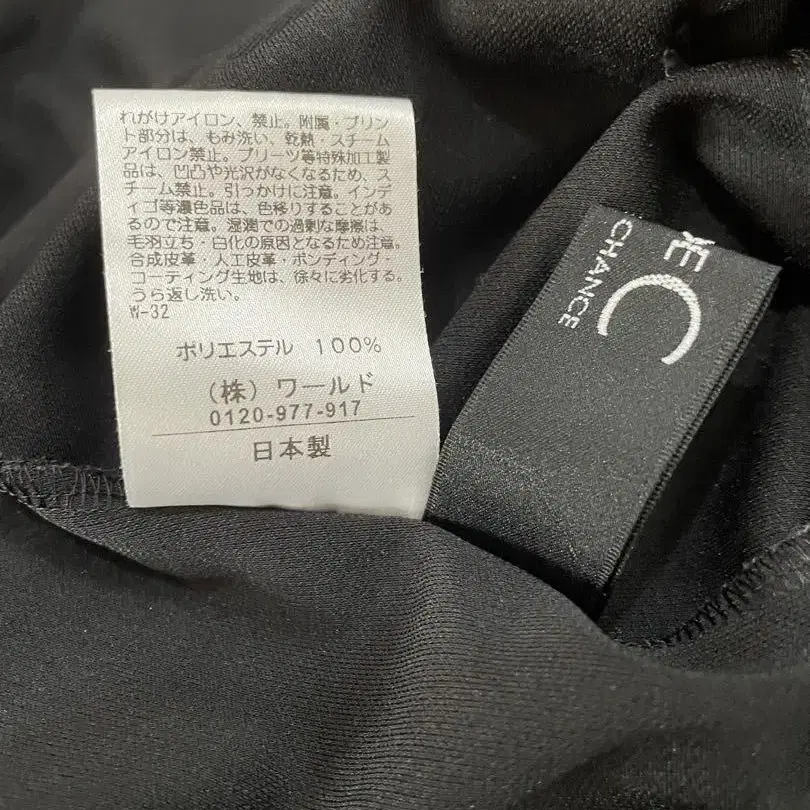 れがけアイロン、禁止。附属・プリン
ト部分は、もみ洗い、乾熱・スチーム
アイロン禁止。プリーツ等特殊加工製
品は、凹凸や光沢がなくなるため、ス
チーム禁止。引っかけに注意。インデ
ィゴ等濃色品は、色移りすることがあ
るので注意。湿潤での過剰な摩擦は、
毛羽立ち・白化の原因となるため注意。
合成皮革・人工皮革・ボンディング・
コーティング生地は、徐々に劣化する。
うら返し洗い。
W-32
ポリエステル 100%
(株) ワールド
0120-977-917
日本製
C
CHANCE